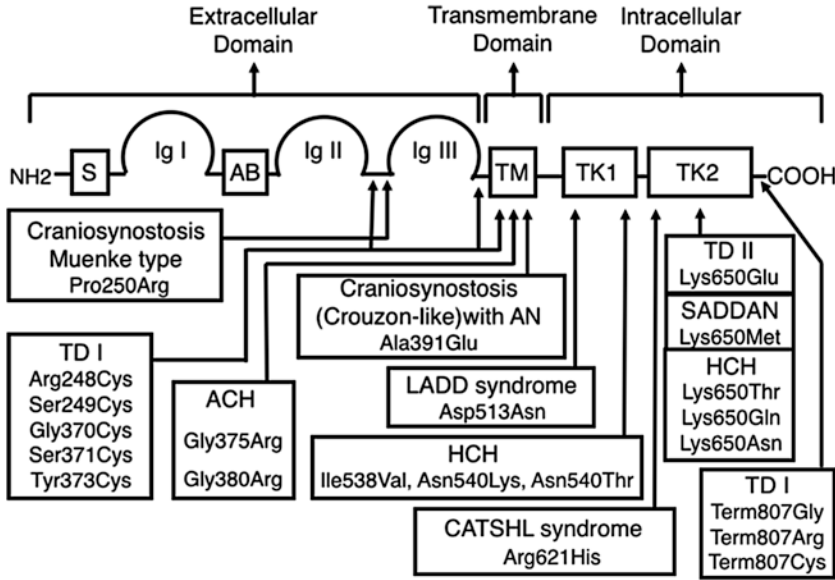 Extracellular
Domain
Transmembrane
Domain
Intracellular
Domain
NH2
S
Ig I
AB
Ig II
Ig III
TM
TK1
TK2
COOH
Craniosynostosis
Muenke type
Pro250Arg
TD I
Arg248Cys
Ser249Cys
Gly370Cys
Ser371Cys
Tyr373Cys
ACH
Gly375Arg
Gly380Arg
Craniosynostosis
(Crouzon-like)with AN
Ala391Glu
LADD syndrome
Asp513Asn
HCH
Ile538Val, Asn540Lys, Asn540Thr
CATSHL syndrome
Arg621His
TD II
Lys650Glu
SADDAN
Lys650Met
HCH
Lys650Thr
Lys650Gln
Lys650Asn
TD I
Term807Gly
Term807Arg
Term807Cys